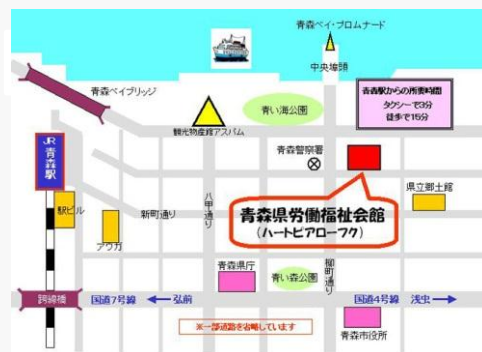 青森ベイ・プロムナード
中央埠頭
青森ベイブリッジ
青い海公園
青森駅からの所要時間
タクシーで3分
徒歩で15分
観光物産館アスパム
青森警察署
JR
青森駅
県立郷土館
駅ビル
アウガ
新町通り
八甲通り
青森県労働福祉会館
(ハートピアローフク)
柳町通り
青森県庁
青い森公園
跨線橋
国道7号線
弘前
国道4号線
浅虫
※一部道路を省略しています
青森市役所